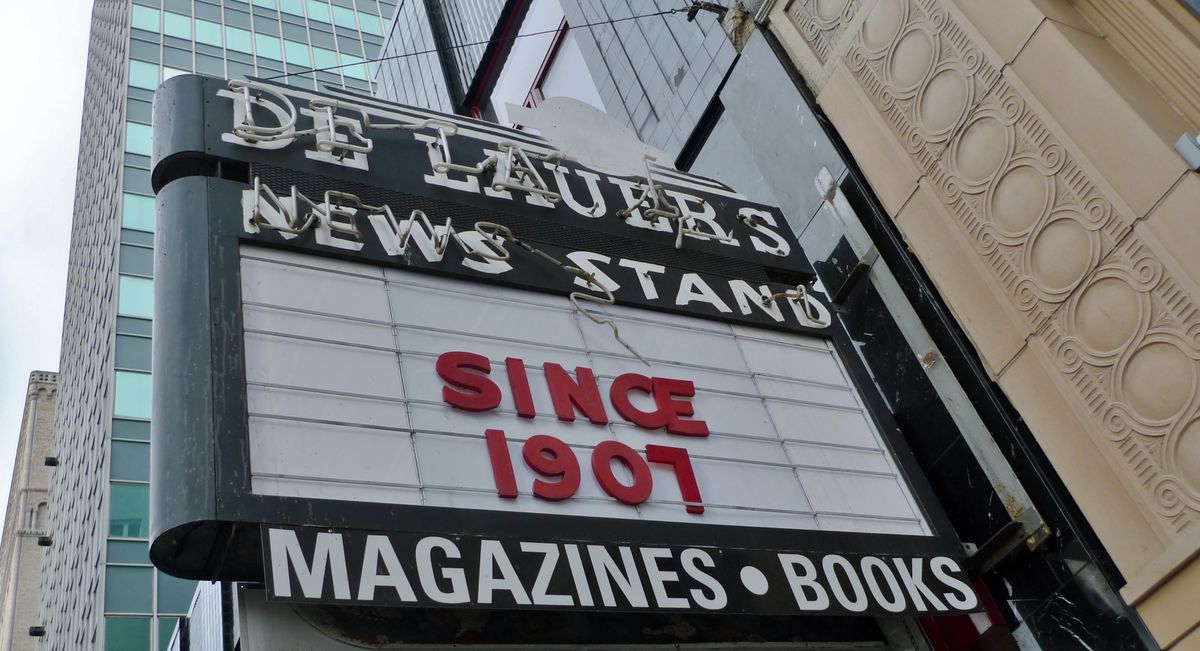 DE LAUERS
NEWS STAND
SINCE
1907
MAGAZINES • BOOKS